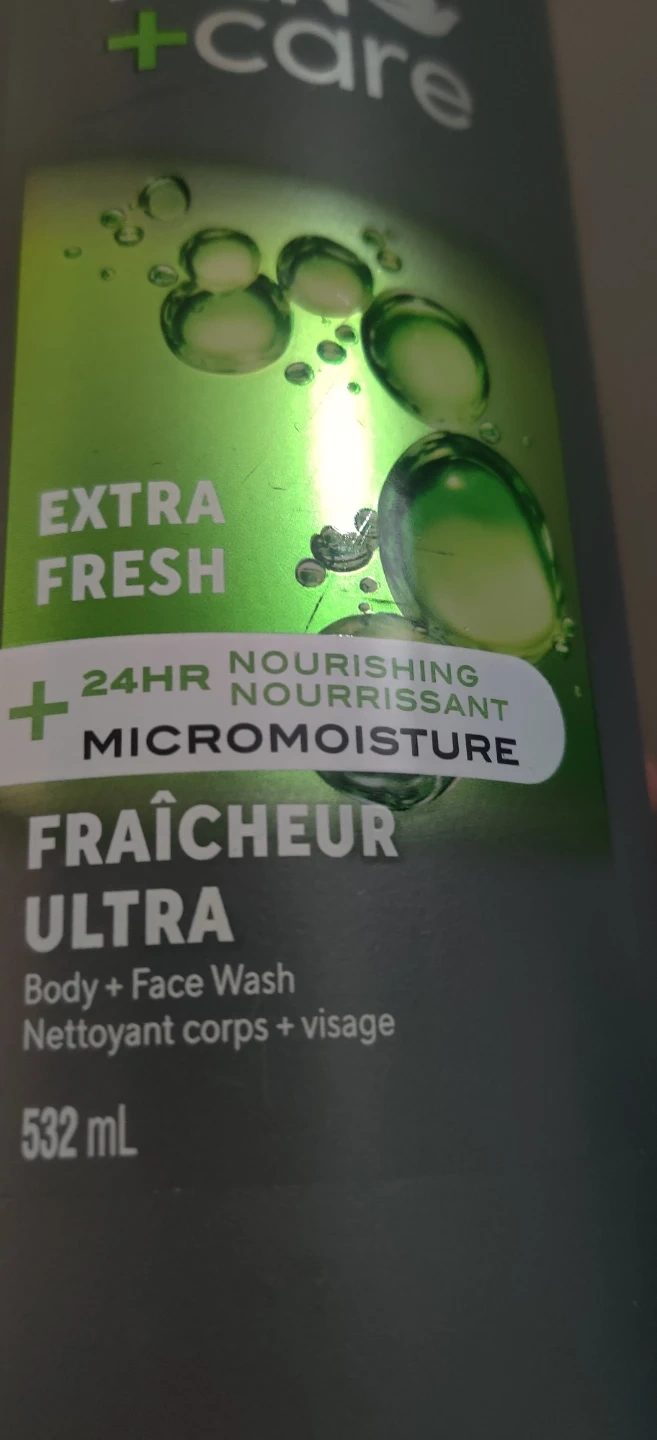 +care
EXTRA
FRESH
+ 24HR NOURISHING
NOURRISSANT
MICROMOISTURE
FRAÎCHEUR
ULTRA
Body + Face Wash
Nettoyant corps + visage
532 mL